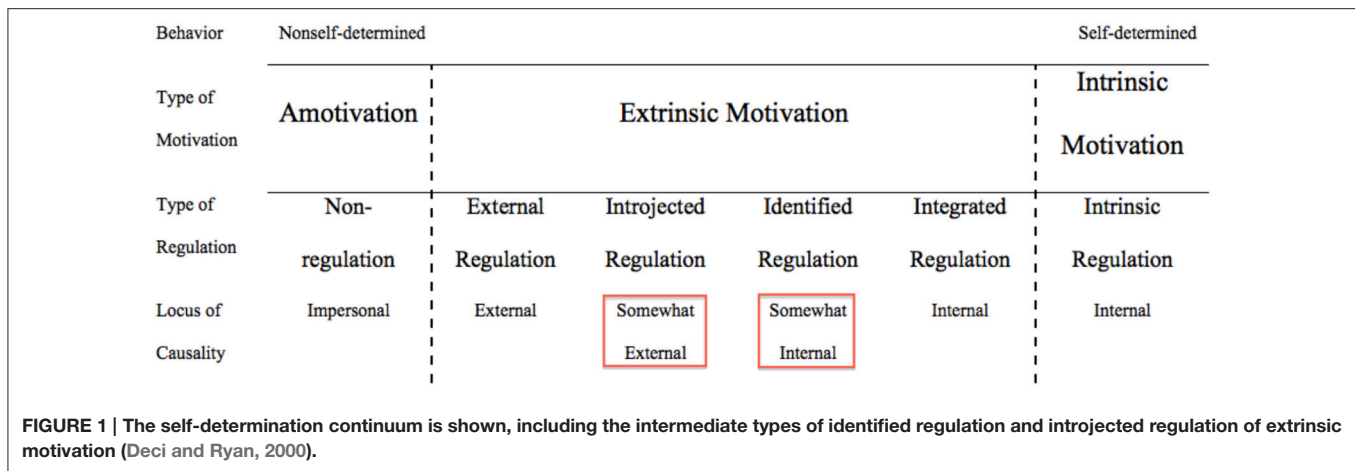 Behavior Nonself-determined Self-determined
Type of Motivation Amotivation Extrinsic Motivation Intrinsic Motivation
Type of Non- External Introjected Identified Integrated Intrinsic
Regulation regulation Regulation Regulation Regulation Regulation Regulation
Locus of Impersonal External Somewhat Somewhat Internal Internal
Causality External Internal
FIGURE 1 | The self-determination continuum is shown, including the intermediate types of identified regulation and introjected regulation of extrinsic
motivation (Deci and Ryan, 2000).